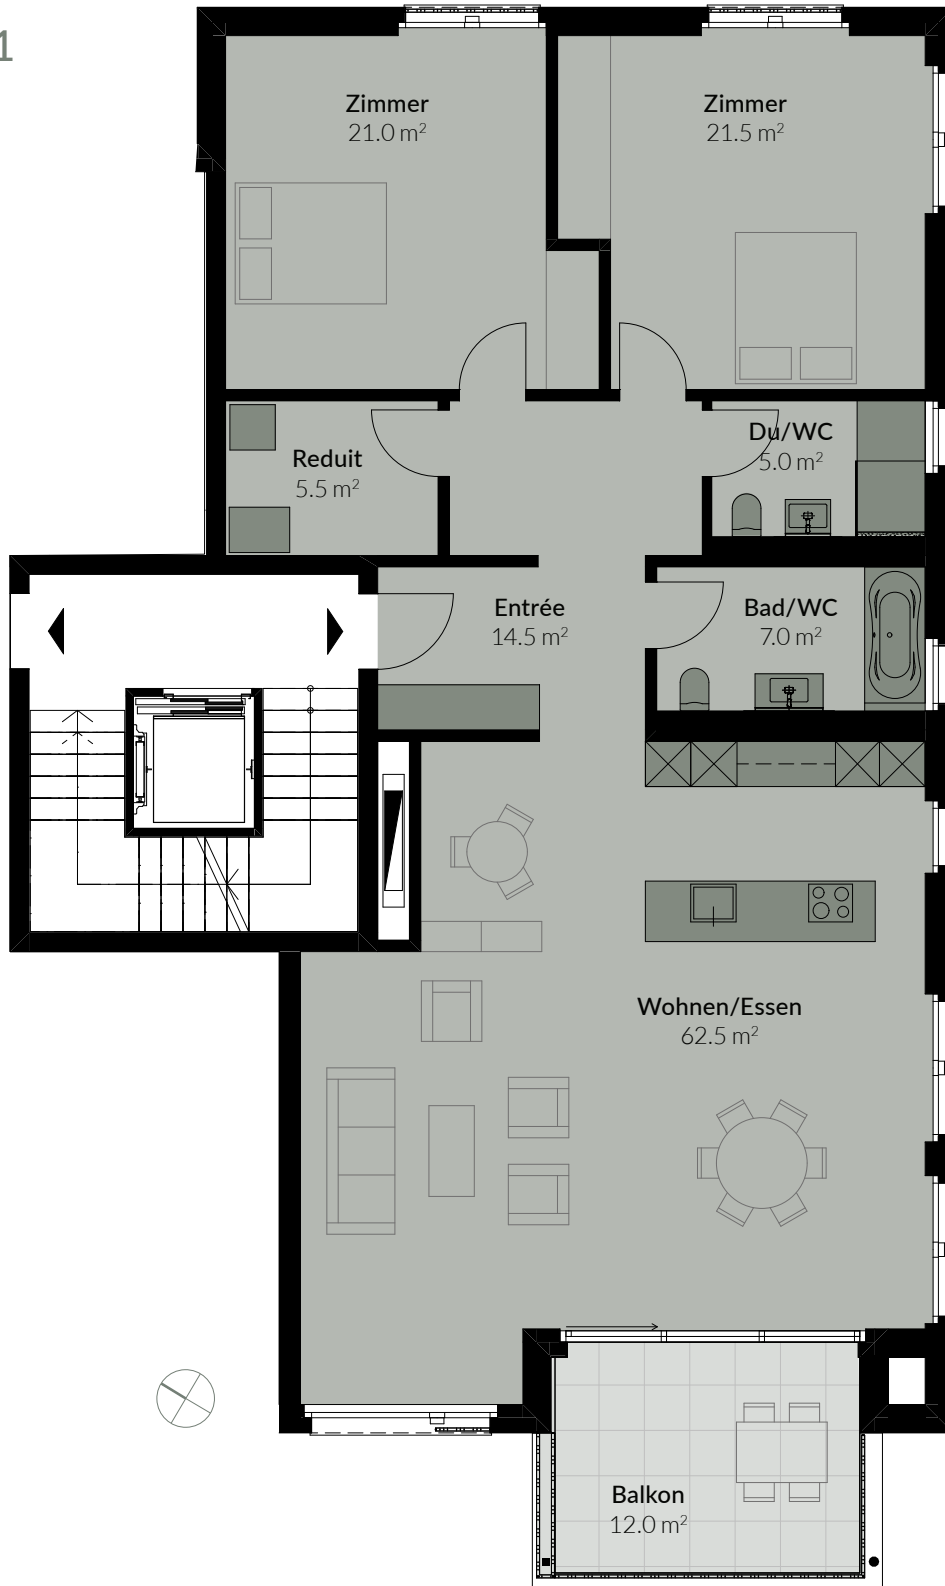 1
Zimmer
21.0 m²
Zimmer
21.5 m²
Du/WC
5.0 m²
Reduit
5.5 m²
Entrée
14.5 m²
Bad/WC
7.0 m²
Wohnen/Essen
62.5 m²
Balkon
12.0 m²